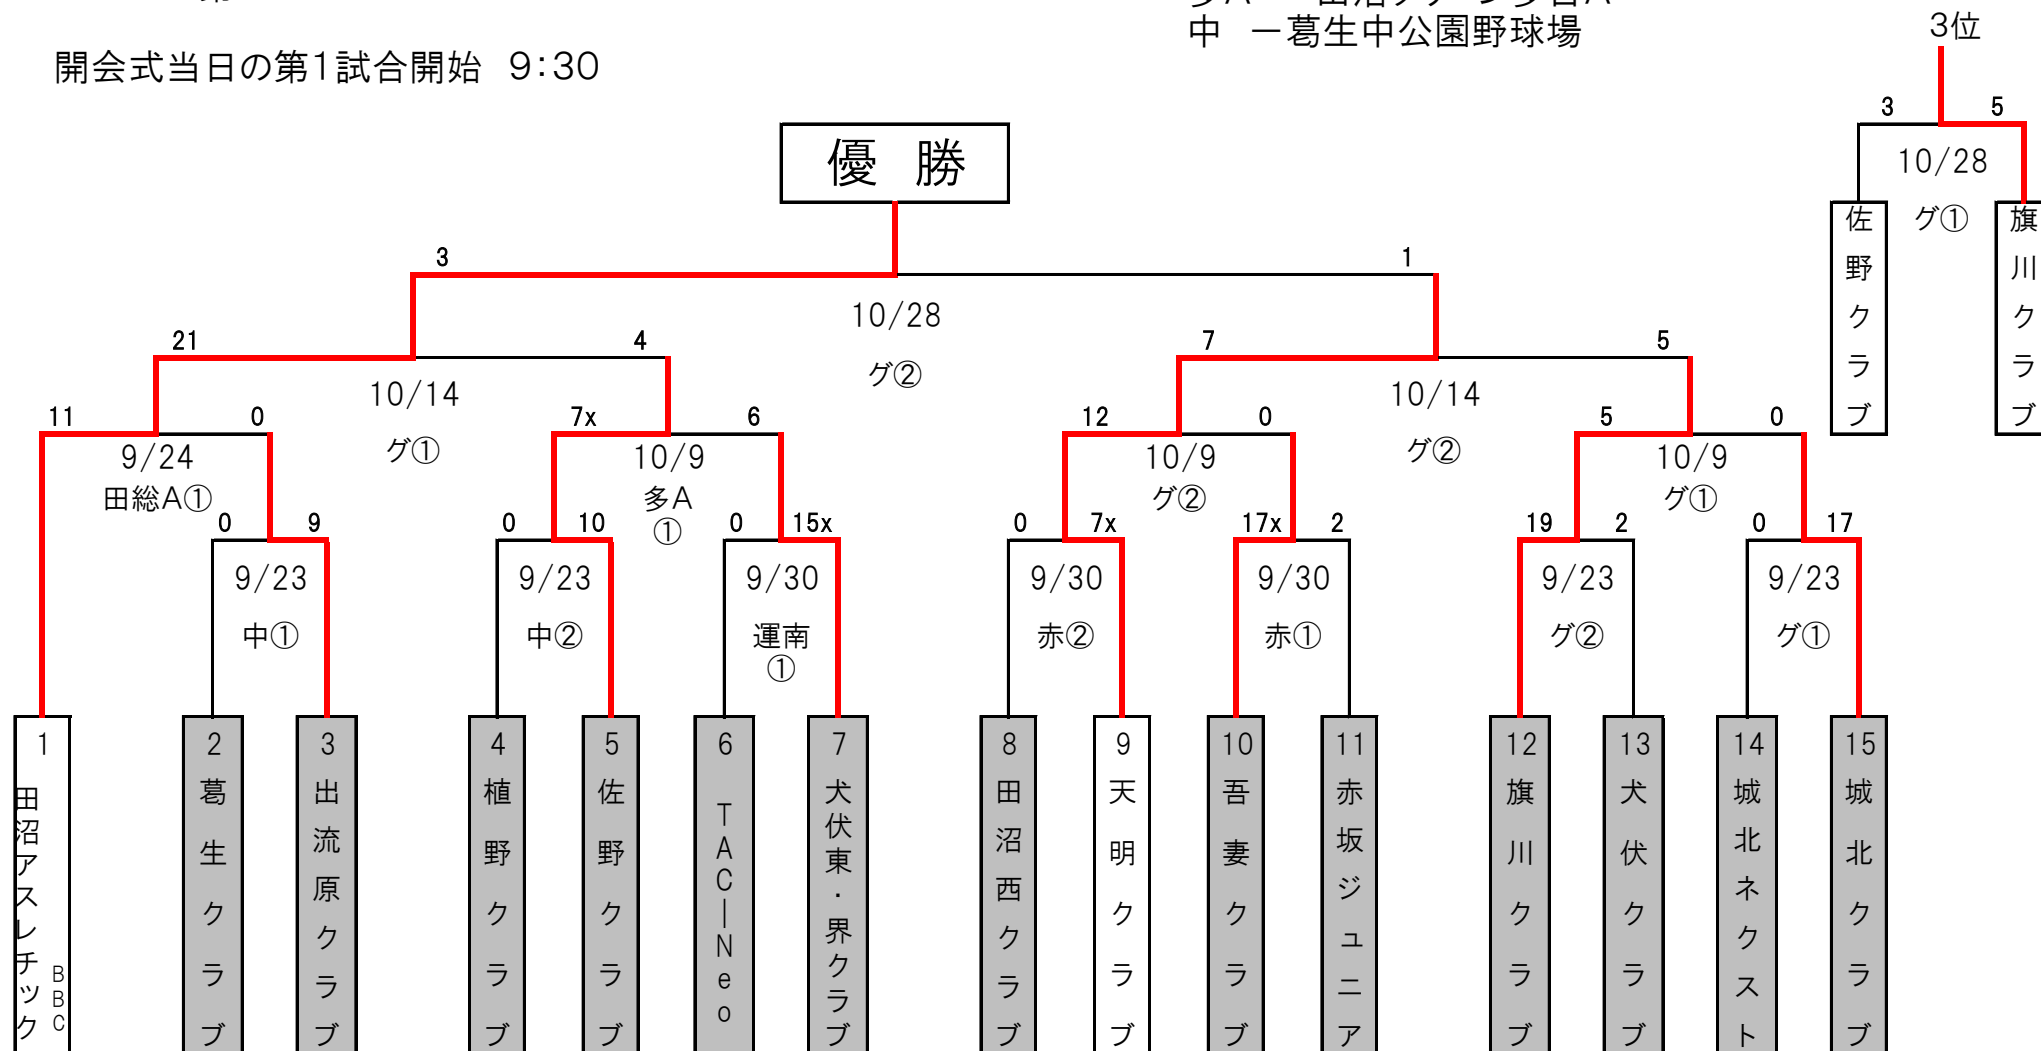 中　－葛生中公園野球場
3位
開会式当日の第1試合開始　9：30
3　5
10/28
グ①
佐野クラブ
旗川クラブ
優　勝
3　1
10/28
グ②
21　4　7　5
10/14
グ①
10/14
グ②
11　0　7x　6　12　0　5　0
9/24
田総A①
10/9
多A
①
10/9
グ②
10/9
グ①
0　9　0　10　0　15x　0　7x　17x　2　19　2　0　17
9/23
中①
9/23
中②
9/30
運南
①
9/30
赤②
9/30
赤①
9/23
グ②
9/23
グ①
1
田沼アスレチック
BBC
2
葛生クラブ
3
出流原クラブ
4
植野クラブ
5
佐野クラブ
6
TAC－Neo
7
犬伏東・界クラブ
8
田沼西クラブ
9
天明クラブ
10
吾妻クラブ
11
赤坂ジュニア
12
旗川クラブ
13
犬伏クラブ
14
城北ネクスト
15
城北クラブ